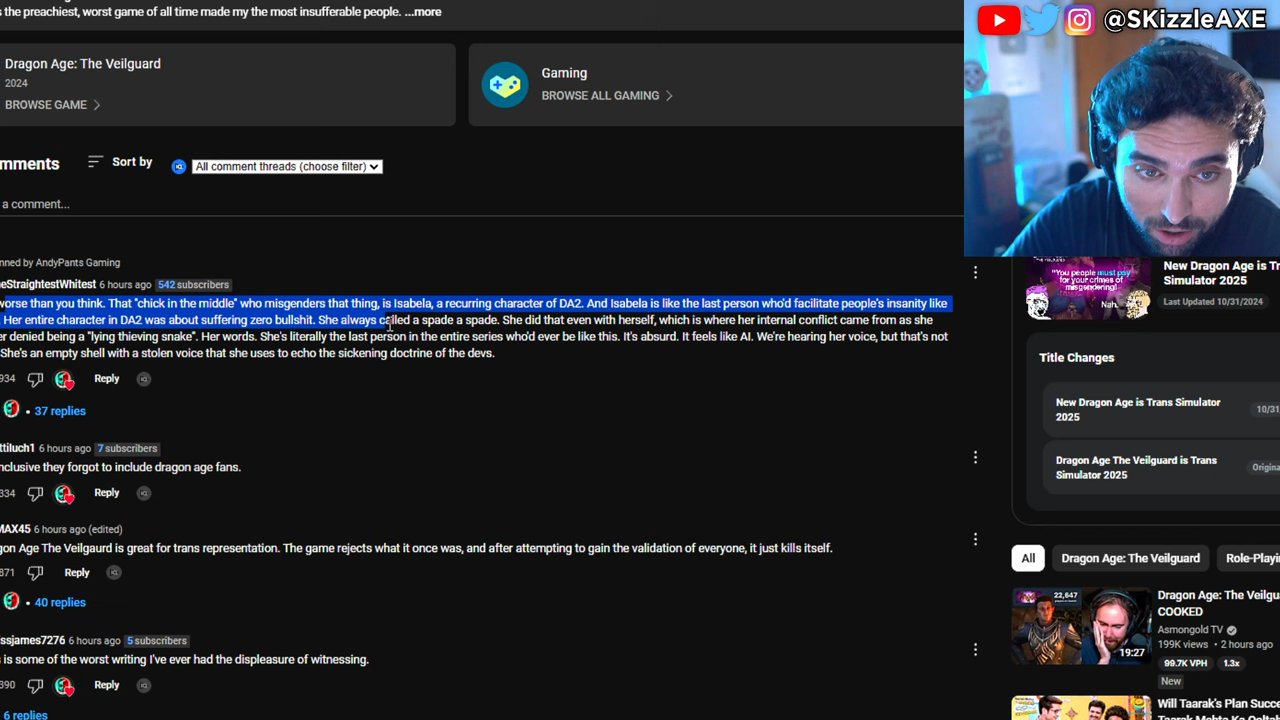 s the preachiest, worst game of all time made my the most insufferable people. ...more
@SKizzleAXE
Dragon Age: The Veilguard
2024
BROWSE GAME
Gaming
BROWSE ALL GAMING
mments
Sort by
All comment threads (choose filter)
a comment...
nned by AndyPants Gaming
eStraightestWhitest 6 hours ago 542 subscribers
worse than you think. That "chick in the middle" who misgenders that thing, is Isabela, a recurring character of DA2. And Isabela is like the last person who'd facilitate people's insanity like
. Her entire character in DA2 was about suffering zero bullshit. She always called a spade a spade. She did that even with herself, which is where her internal conflict came from as she
er denied being a "lying thieving snake". Her words. She's literally the last person in the entire series who'd ever be like this. It's absurd. It feels like AI. We're hearing her voice, but that's not
She's an empty shell with a stolen voice that she uses to echo the sickening doctrine of the devs.
934 Reply
• 37 replies
ttiluch1 6 hours ago 7 subscribers
nclusive they forgot to include dragon age fans.
334 Reply
MAX45 6 hours ago (edited)
gon Age The Veilgaurd is great for trans representation. The game rejects what it once was, and after attempting to gain the validation of everyone, it just kills itself.
871 Reply
• 40 replies
ssjames7276 6 hours ago 5 subscribers
s is some of the worst writing I've ever had the displeasure of witnessing.
390 Reply
6 replies
"You people must pay
for your crimes of
misgendering!"
Nah.
New Dragon Age is Tr
Simulator 2025
Last Updated 10/31/2024
Title Changes
New Dragon Age is Trans Simulator
2025
10/31
Dragon Age The Veilguard is Trans
Simulator 2025
Origina
All
Dragon Age: The Veilguard
Role-Playi
22,647
19:27
Dragon Age: The Veilgu
COOKED
Asmongold TV
199K views • 2 hours ago
99.7K VPH 1.3x
New
Will Taarak's Plan Succe